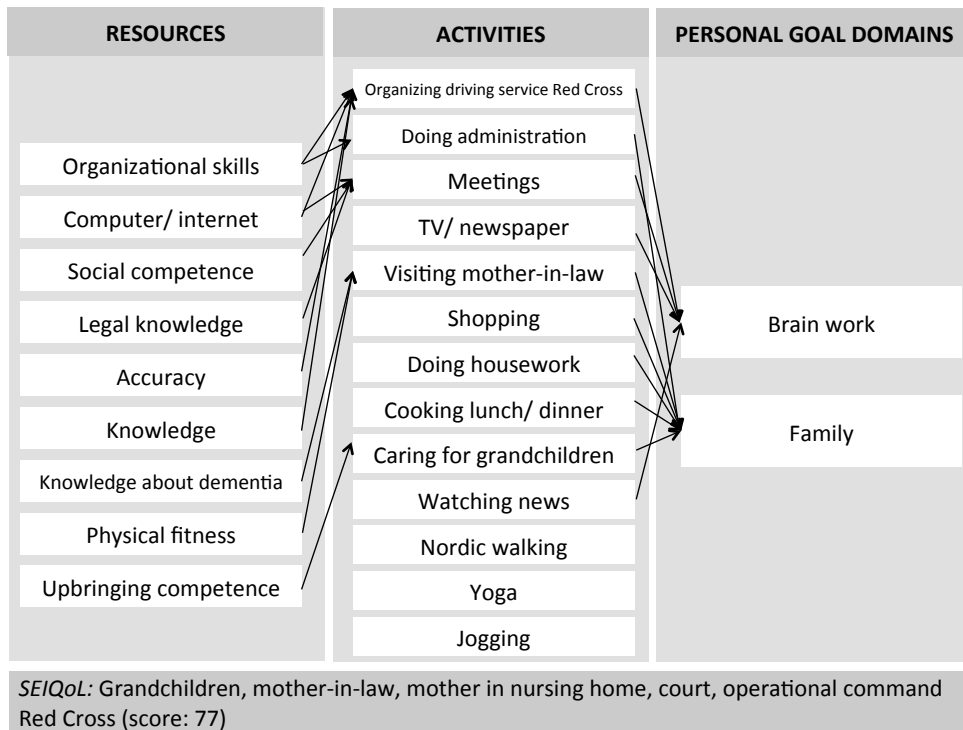 RESOURCES
Organizational skills
Computer/ internet
Social competence
Legal knowledge
Accuracy
Knowledge
Knowledge about dementia
Physical fitness
Upbringing competence
ACTIVITIES
Organizing driving service Red Cross
Doing administration
Meetings
TV/ newspaper
Visiting mother-in-law
Shopping
Doing housework
Cooking lunch/ dinner
Caring for grandchildren
Watching news
Nordic walking
Yoga
Jogging
PERSONAL GOAL DOMAINS
Brain work
Family
SEIQoL: Grandchildren, mother-in-law, mother in nursing home, court, operational command
Red Cross (score: 77)